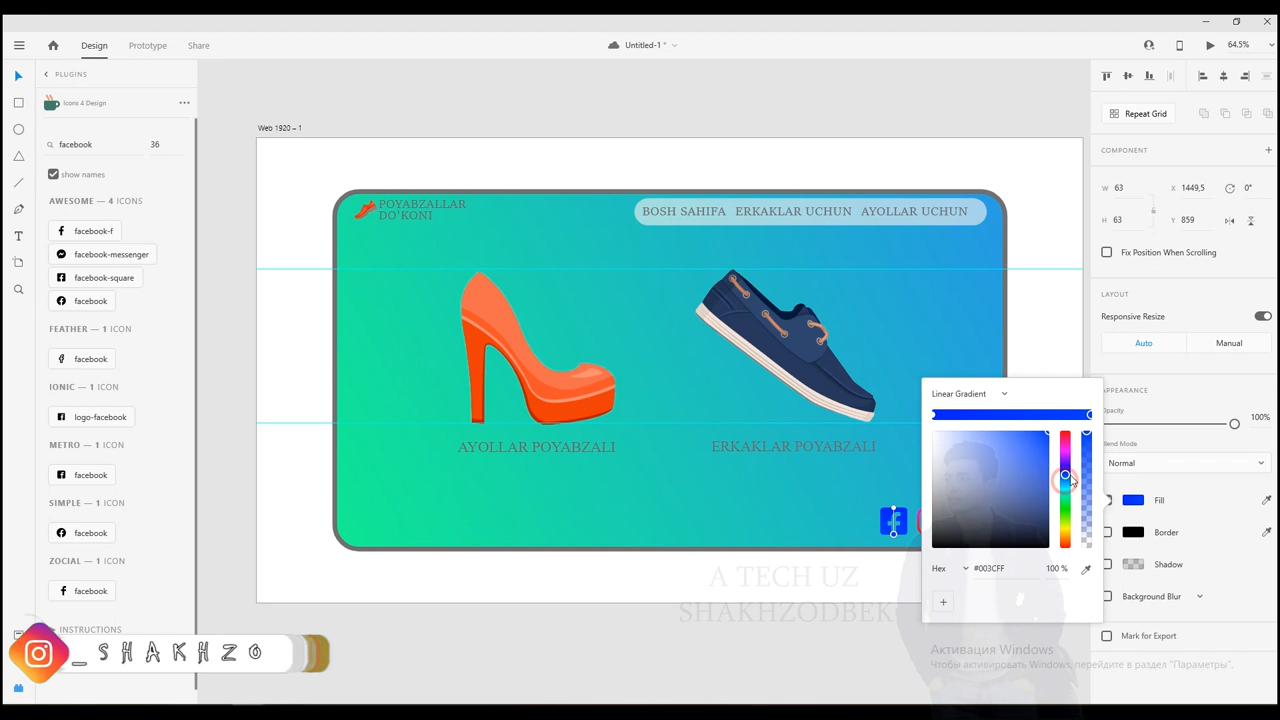 Design
Prototype
Share
Untitled-1 *
64.5%
PLUGINS
Icons 4 Design
facebook
36
show names
AWESOME — 4 ICONS
facebook-f
facebook-messenger
facebook-square
facebook
FEATHER — 1 ICON
facebook
IONIC — 1 ICON
logo-facebook
METRO — 1 ICON
facebook
SIMPLE — 1 ICON
facebook
ZOCIAL — 1 ICON
facebook
INSTRUCTIONS
_ S H A K H Z O
Web 1920 – 1
POYABZALLAR
DO'KONI
BOSH SAHIFA ERKAKLAR UCHUN AYOLLAR UCHUN
AYOLLAR POYABZALI
ERKAKLAR POYABZALI
A TECH UZ
SHAKHZODBEK
Linear Gradient
Hex
#003CFF
100 %
Repeat Grid
COMPONENT
W 63
X 1449,5
0°
H 63
Y 859
Fix Position When Scrolling
LAYOUT
Responsive Resize
Auto
Manual
APPEARANCE
Opacity
100%
Blend Mode
Normal
Fill
Border
Shadow
Background Blur
Mark for Export
Активация Windows
Чтобы активировать Windows, перейдите в раздел "Параметры".